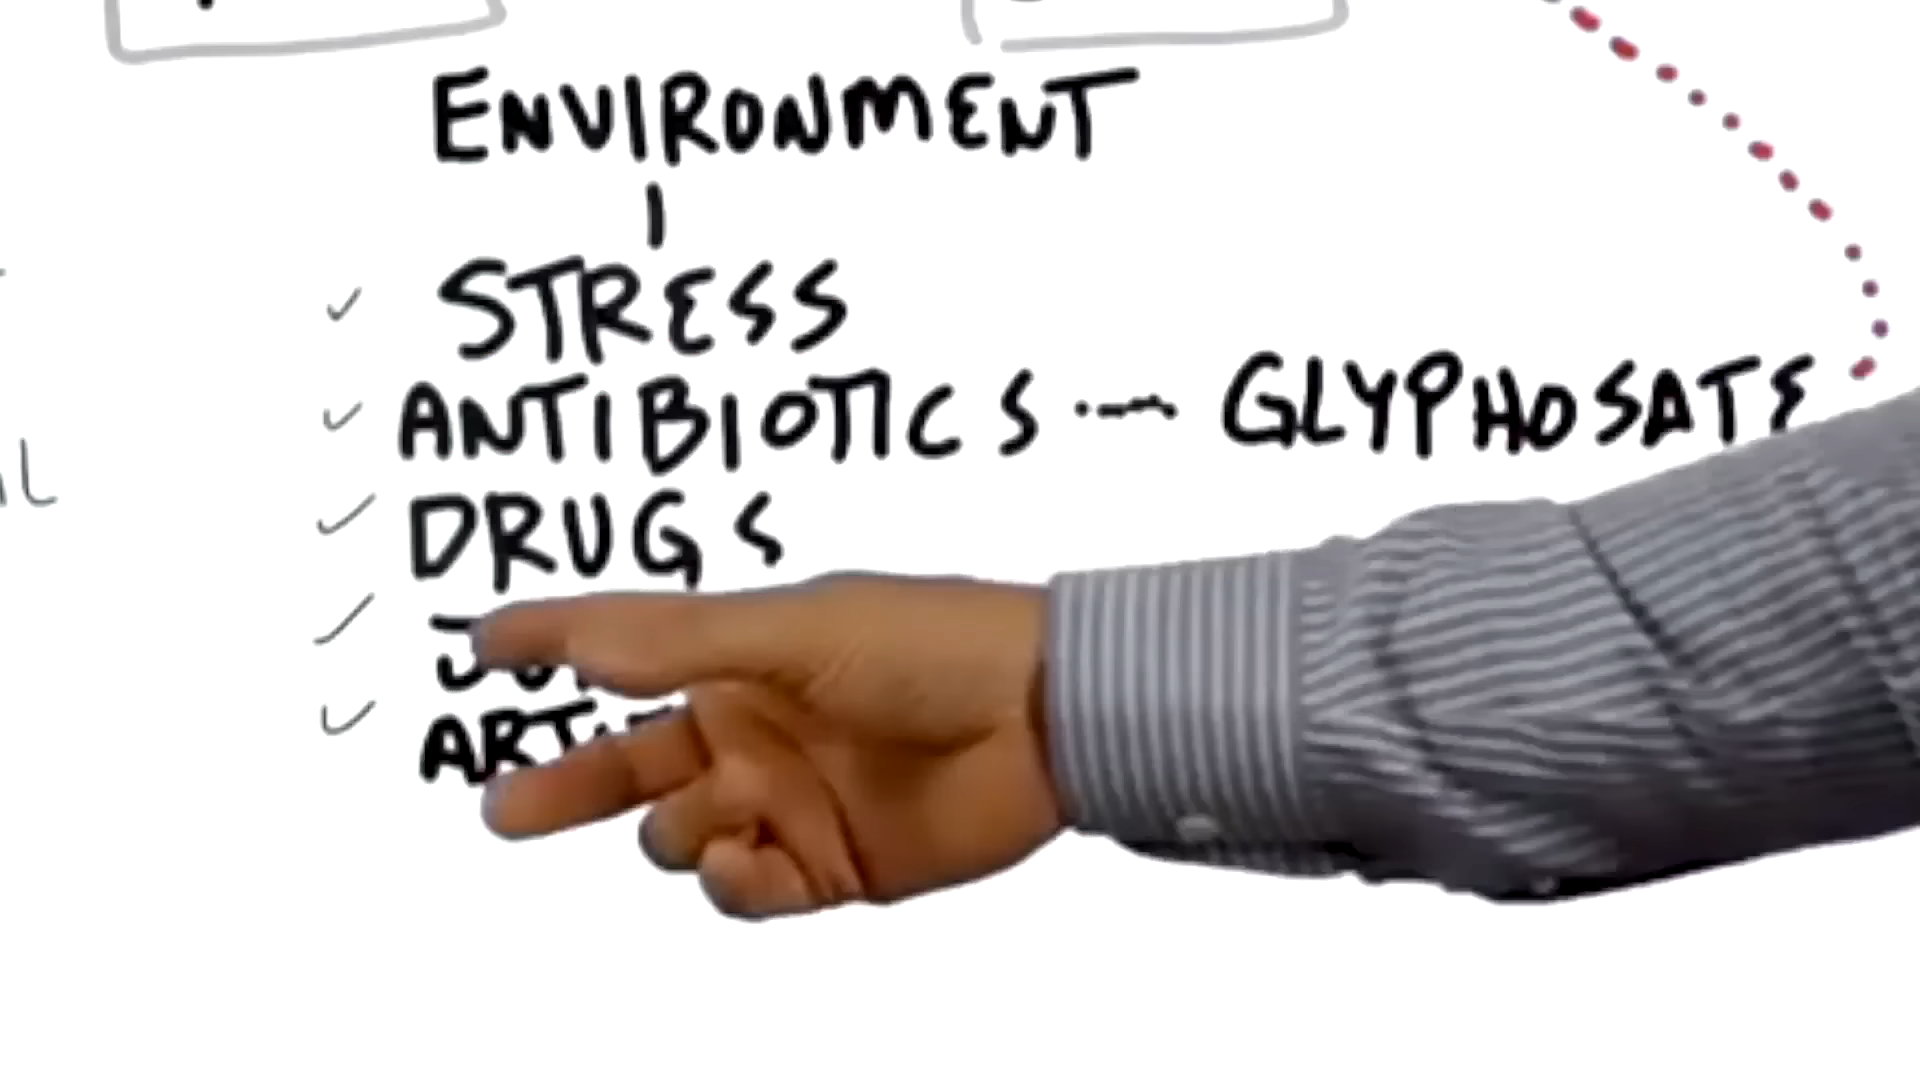 ENVIRONMENT
STRESS
ANTIBIOTICS --- GLYPHOSATE
DRUGS